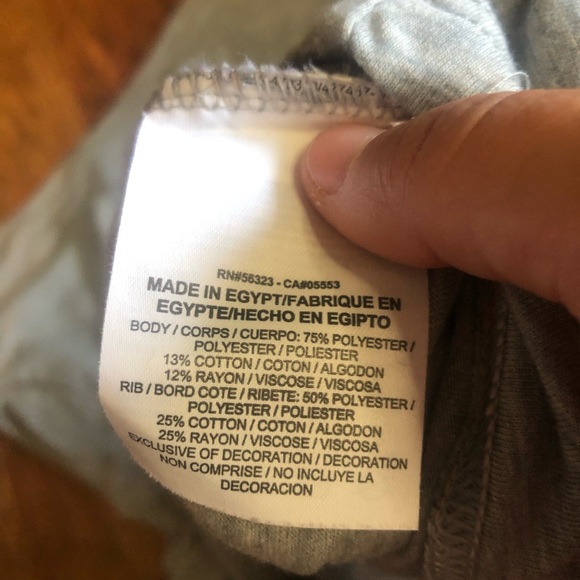 RN#56323 - CA#05553
MADE IN EGYPT/FABRIQUE EN
EGYPTE/HECHO EN EGIPTO
BODY / CORPS / CUERPO: 75% POLYESTER /
POLYESTER / POLIESTER
13% COTTON / COTON / ALGODON
12% RAYON / VISCOSE / VISCOSA
RIB / BORD COTE / RIBETE: 50% POLYESTER /
POLYESTER / POLIESTER
25% COTTON / COTON / ALGODON
25% RAYON / VISCOSE / VISCOSA
EXCLUSIVE OF DECORATION / DECORATION
NON COMPRISE / NO INCLUYE LA
DECORACION